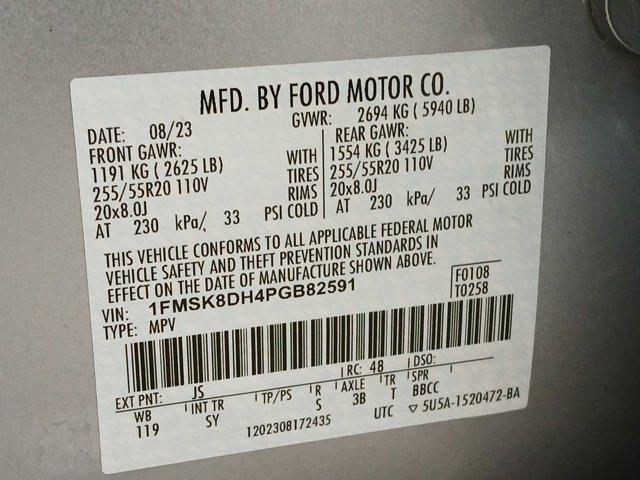 MFD. BY FORD MOTOR CO.
DATE: 08/23 GVWR: 2694 KG ( 5940 LB)
FRONT GAWR: REAR GAWR:
1191 KG ( 2625 LB) WITH 1554 KG ( 3425 LB) WITH
255/55R20 110V TIRES 255/55R20 110V TIRES
20x8.0J RIMS 20x8.0J RIMS
AT 230 kPa/ 33 PSI COLD AT 230 kPa/ 33 PSI COLD
THIS VEHICLE CONFORMS TO ALL APPLICABLE FEDERAL MOTOR
VEHICLE SAFETY AND THEFT PREVENTION STANDARDS IN
EFFECT ON THE DATE OF MANUFACTURE SHOWN ABOVE.
VIN: 1FMSK8DH4PGB82591 F0108
TYPE: MPV T0258
EXT PNT: JS RC: 48 DSO:
WB INT TR TP/PS R AXLE TR SPR
119 SY S 3B T BBCC
1202308172435 UTC ▽ 5U5A-1520472-BA